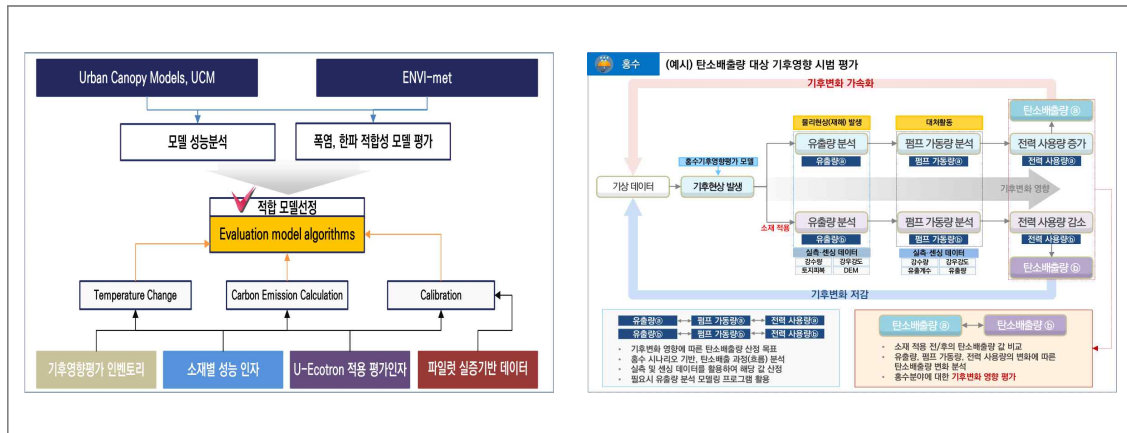 Urban Canopy Models, UCM
ENVI-met
모델 성능분석
폭염, 한파 적합성 모델 평가
적합 모델선정
Evaluation model algorithms
Temperature Change
Carbon Emission Calculation
Calibration
기후영향평가 인벤토리
소재별 성능 인자
U-Ecotron 적용 평가인자
파일럿 실증기반 데이터
홍수
(예시) 탄소배출량 대상 기후영향 시범 평가
기후변화 가속화
탄소배출량 ⓐ
물리현상(재해) 발생
대처활동
유출량 분석
펌프 가동량 분석
전력 사용량 증가
유출량ⓐ
펌프 가동량ⓐ
전력 사용량ⓐ
홍수기후영향평가 모델
기상 데이터
기후현상 발생
기후변화 영향
소재 적용
유출량 분석
펌프 가동량 분석
전력 사용량 감소
유출량ⓑ
펌프 가동량ⓑ
전력 사용량ⓑ
실측·센싱 데이터
강수량 강우강도
토지피복 DEM
실측·센싱 데이터
강수량 강우강도
유출계수 유출량
탄소배출량 ⓑ
기후변화 저감
유출량ⓐ 펌프 가동량ⓐ 전력 사용량ⓐ
유출량ⓑ 펌프 가동량ⓑ 전력 사용량ⓑ
• 기후변화 영향에 따른 탄소배출량 산정 목표
• 홍수 시나리오 기반, 탄소배출 과정(흐름) 분석
• 실측 및 센싱 데이터를 활용하여 해당 값 산정
• 필요시 유출량 분석 모델링 프로그램 활용
탄소배출량 ⓐ 탄소배출량 ⓑ
• 소재 적용 전/후의 탄소배출량 값 비교
• 유출량, 펌프 가동량, 전력 사용량의 변화에 따른
탄소배출량 변화 분석
• 홍수분야에 대한 기후변화 영향 평가